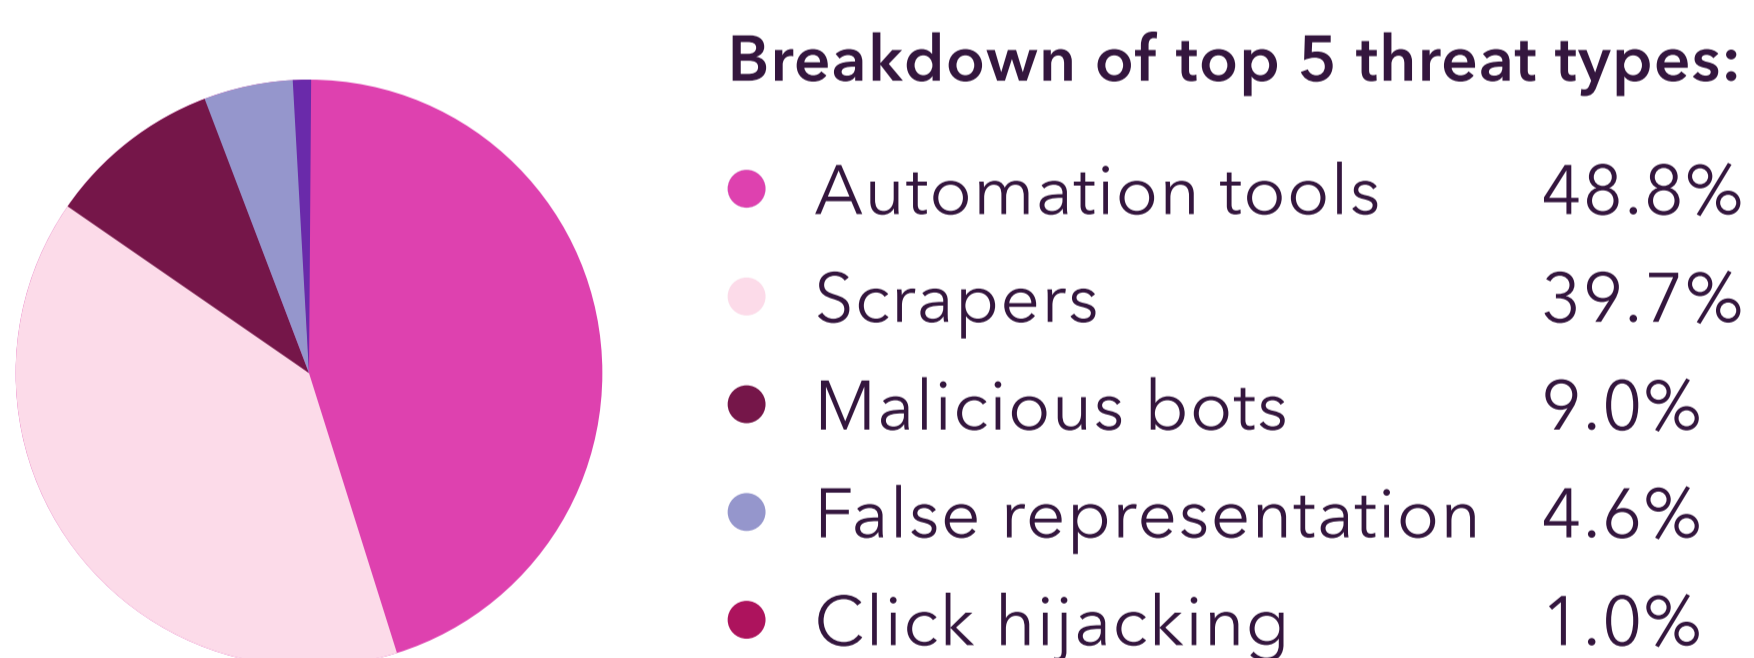 Breakdown of top 5 threat types:
Automation tools 48.8%
Scrapers 39.7%
Malicious bots 9.0%
False representation 4.6%
Click hijacking 1.0%